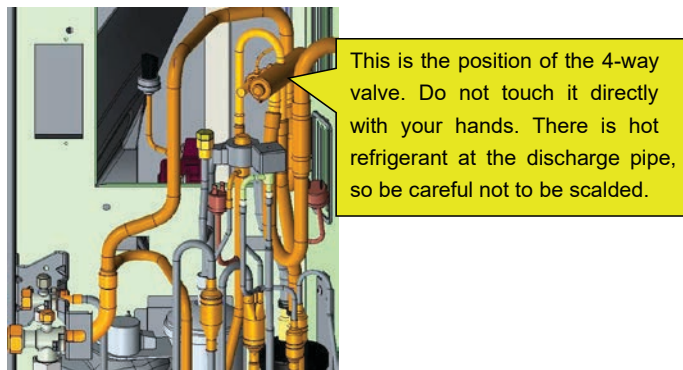 This is the position of the 4-way
valve. Do not touch it directly
with your hands. There is hot
refrigerant at the discharge pipe,
so be careful not to be scalded.